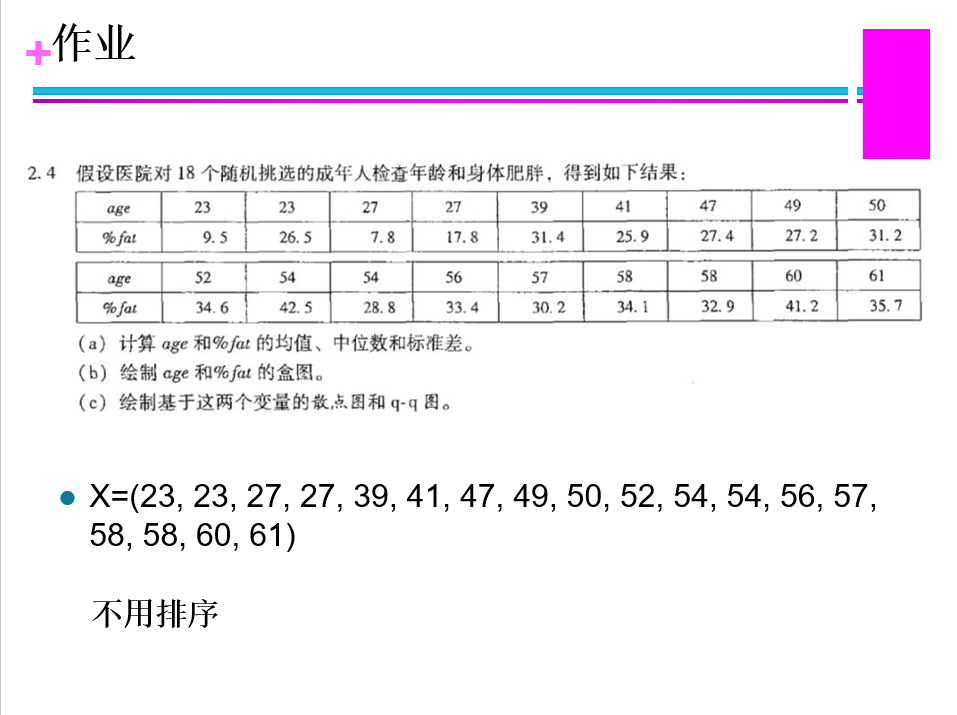 +作业
2.4 假设医院对 18 个随机挑选的成年人检查年龄和身体肥胖,得到如下结果:
age 23 23 27 27 39 41 47 49 50
%fat 9.5 26.5 7.8 17.8 31.4 25.9 27.4 27.2 31.2
age 52 54 54 56 57 58 58 60 61
%fat 34.6 42.5 28.8 33.4 30.2 34.1 32.9 41.2 35.7
(a) 计算 age 和%fat 的均值、中位数和标准差。
(b) 绘制 age 和%fat 的盒图。
(c) 绘制基于这两个变量的散点图和 q-q 图。
X=(23, 23, 27, 27, 39, 41, 47, 49, 50, 52, 54, 54, 56, 57,
58, 58, 60, 61)
不用排序